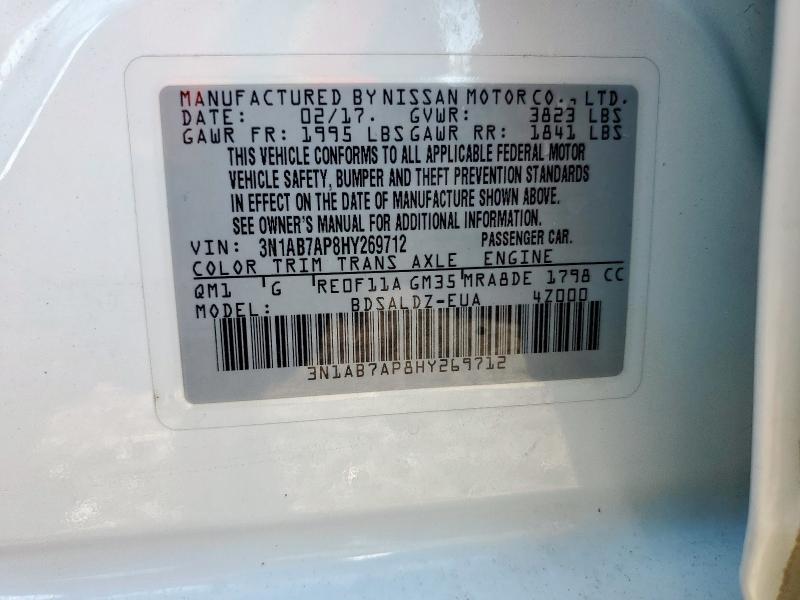 MANUFACTURED BY NISSAN MOTOR CO., LTD.
DATE: 02/17. GVWR: 3823 LBS
GAWR FR: 1995 LBS GAWR RR: 1841 LBS
THIS VEHICLE CONFORMS TO ALL APPLICABLE FEDERAL MOTOR
VEHICLE SAFETY, BUMPER AND THEFT PREVENTION STANDARDS
IN EFFECT ON THE DATE OF MANUFACTURE SHOWN ABOVE.
SEE OWNER'S MANUAL FOR ADDITIONAL INFORMATION.
VIN: 3N1AB7AP8HY269712 PASSENGER CAR.
COLOR TRIM TRANS AXLE ENGINE
QM1 G RE0F11A GM35 MRA8DE 1798 CC
MODEL: BDSALDZ-EUA 4Z000
3N1AB7AP8HY269712